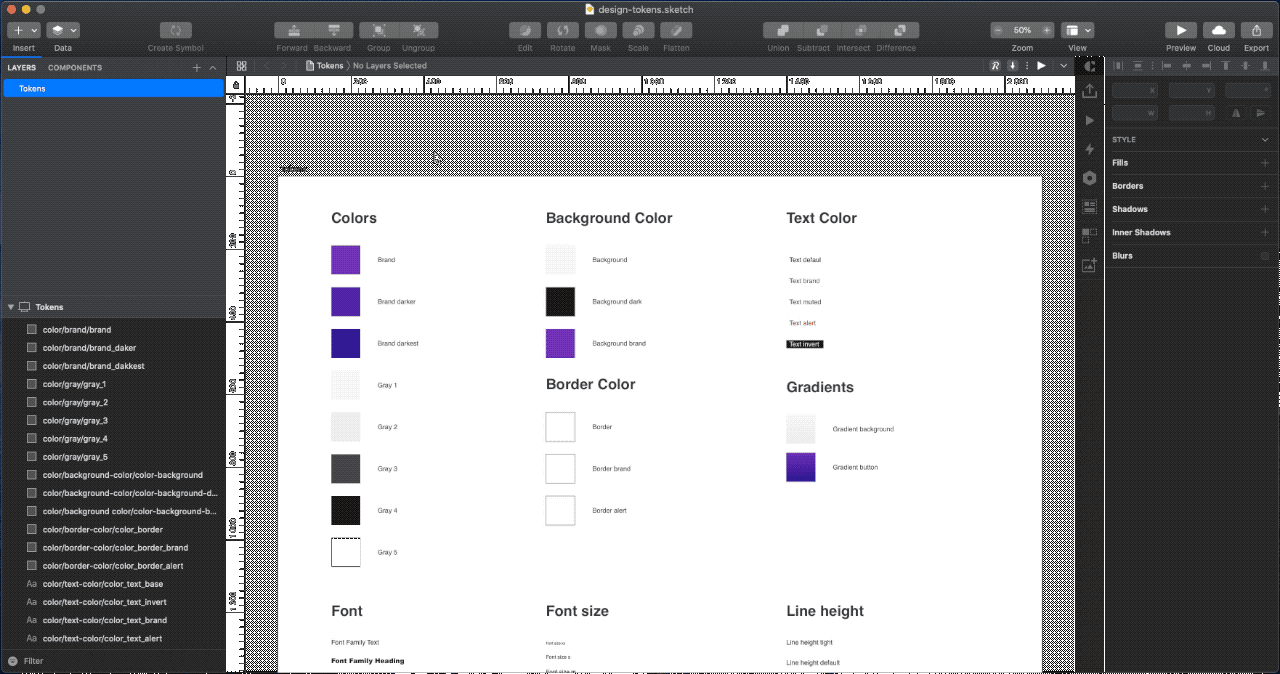 design-tokens.sketch
Insert
Data
Create Symbol
Forward Backward
Group
Ungroup
Edit
Rotate
Mask
Scale
Flatten
Union
Subtract
Intersect
Difference
50%
Zoom
View
Preview
Cloud
Export
LAYERS
COMPONENTS
Tokens
Tokens
color/brand/brand
color/brand/brand_daker
color/brand/brand_dakkest
color/gray/gray_1
color/gray/gray_2
color/gray/gray_3
color/gray/gray_4
color/gray/gray_5
color/background-color/color-background
color/background-color/color-background-d...
color/background color/color-background-b...
color/border-color/color_border
color/border-color/color_border_brand
color/border-color/color_border_alert
Aa color/text-color/color_text_base
Aa color/text-color/color_text_invert
Aa color/text-color/color_text_brand
Aa color/text-color/color_text_alert
Filter
Tokens
No Layers Selected
Colors
Brand
Brand darker
Brand darkest
Gray 1
Gray 2
Gray 3
Gray 4
Gray 5
Background Color
Background
Background dark
Background brand
Border Color
Border
Border brand
Border alert
Text Color
Text defaul
Text brand
Text muted
Text alert
Text invert
Gradients
Gradient background
Gradient button
Font
Font Family Text
Font Family Heading
Font size
Font size s
Line height
Line height tight
Line height default
X
Y
W
H
STYLE
Fills
Borders
Shadows
Inner Shadows
Blurs